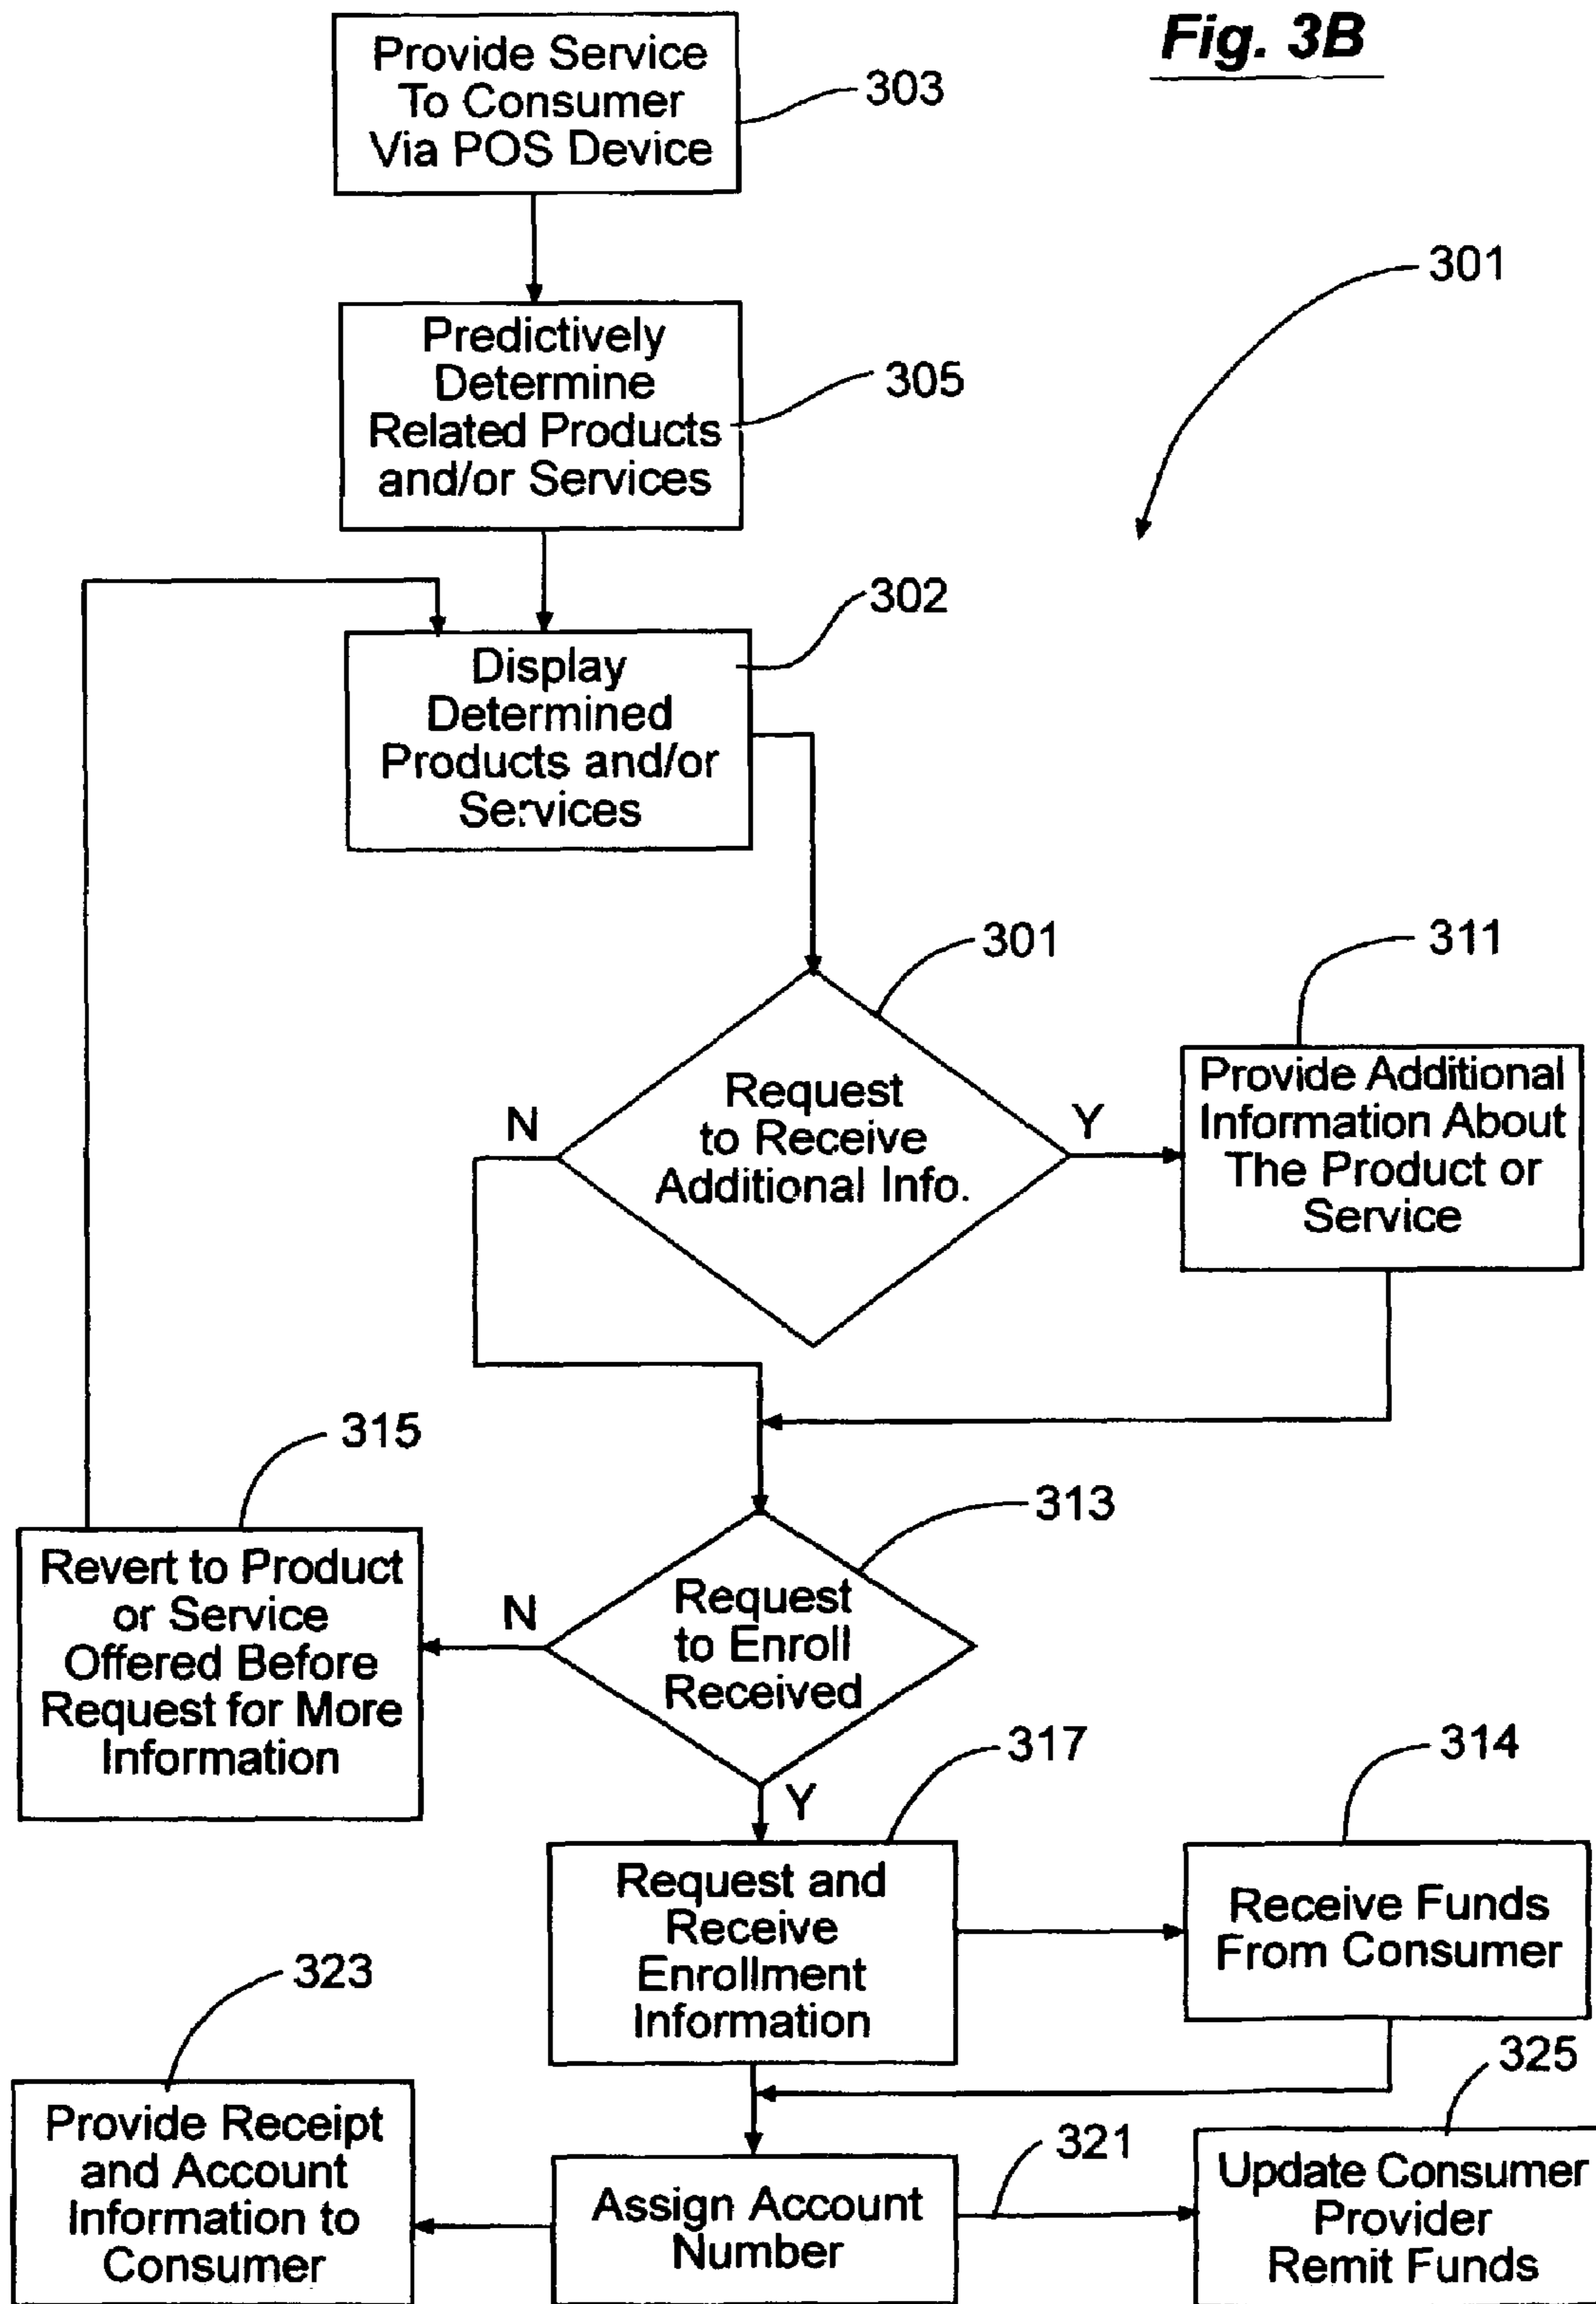 Fig. 3B
Provide Service
To Consumer
Via POS Device
303
301
Predictively
Determine
Related Products
and/or Services
305
302
Display
Determined
Products and/or
Services
301
311
Request
to Receive
Additional Info.
N
Y
Provide Additional
Information About
The Product or
Service
315
313
Revert to Product
or Service
Offered Before
Request for More
Information
N
Request
to Enroll
Received
Y
317
314
Request and
Receive
Enrollment
Information
Receive Funds
From Consumer
323
325
Provide Receipt
and Account
Information to
Consumer
Assign Account
Number
321
Update Consumer
Provider
Remit Funds